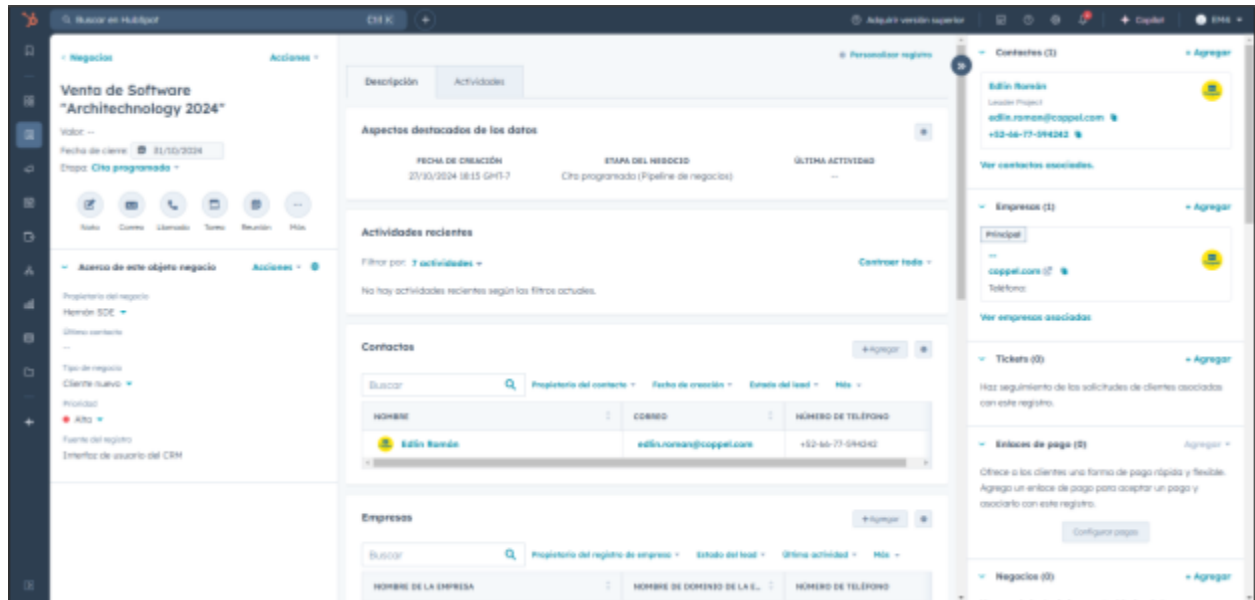 Buscar en HubSpot
Ctrl K
Adquirir versión superior
Copilot
Negocios
Acciones
Venta de Software
"Architechnology 2024"
Valor: --
Fecha de cierre: 31/10/2024
Etapa: Cita programada
Nota Correo Llamada Tarea Reunión Más
Acerca de este objeto negocio
Acciones
Propietario del negocio
Hernón SDE
Último contacto
--
Tipo de negocio
Cliente nuevo
Prioridad
Alta
Fuente del registro
Interfaz de usuario del CRM
Personalizar registro
Descripción
Actividades
Aspectos destacados de los datos
FECHA DE CREACIÓN
27/10/2024 18:15 GMT-7
ETAPA DEL NEGOCIO
Cita programada (Pipeline de negocios)
ÚLTIMA ACTIVIDAD
--
Actividades recientes
Filtrar por: 7 actividades
Contraer todo
No hay actividades recientes según los filtros actuales.
Contactos
+ Agregar
Buscar
Propietario del contacto
Fecha de creación
Estado del lead
Más
NOMBRE
CORREO
NÚMERO DE TELÉFONO
Edlin Román
edlin.roman@coppel.com
+52-66-77-594242
Empresas
+ Agregar
Buscar
Propietario del registro de empresa
Estado del lead
Última actividad
Más
NOMBRE DE LA EMPRESA
NOMBRE DE DOMINIO DE LA E...
NÚMERO DE TELÉFONO
Contactos (1)
+ Agregar
Edlin Román
Leader Project
edlin.roman@coppel.com
+52-66-77-594242
Ver contactos asociados.
Empresas (1)
+ Agregar
Principal
--
coppel.com
Teléfono:
Ver empresas asociadas
Tickets (0)
+ Agregar
Haz seguimiento de las solicitudes de clientes asociadas
con este registro.
Enlaces de pago (0)
Agregar
Ofrece a los clientes una forma de pago rápida y flexible.
Agrega un enlace de pago para aceptar un pago y
asociarlo con este registro.
Configurar pagos
Negocios (0)
+ Agregar